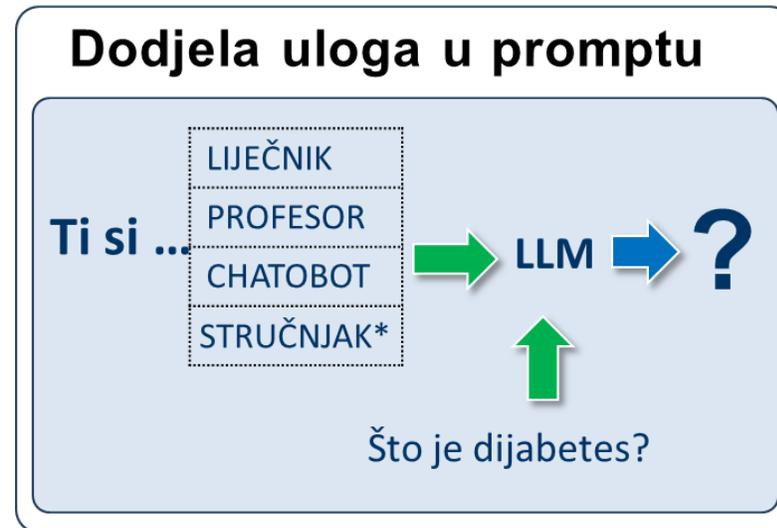 Dodjela uloga u promptu
Ti si ...
LIJEČNIK
PROFESOR
CHATOBOT
STRUČNJAK*
LLM
?
Što je dijabetes?